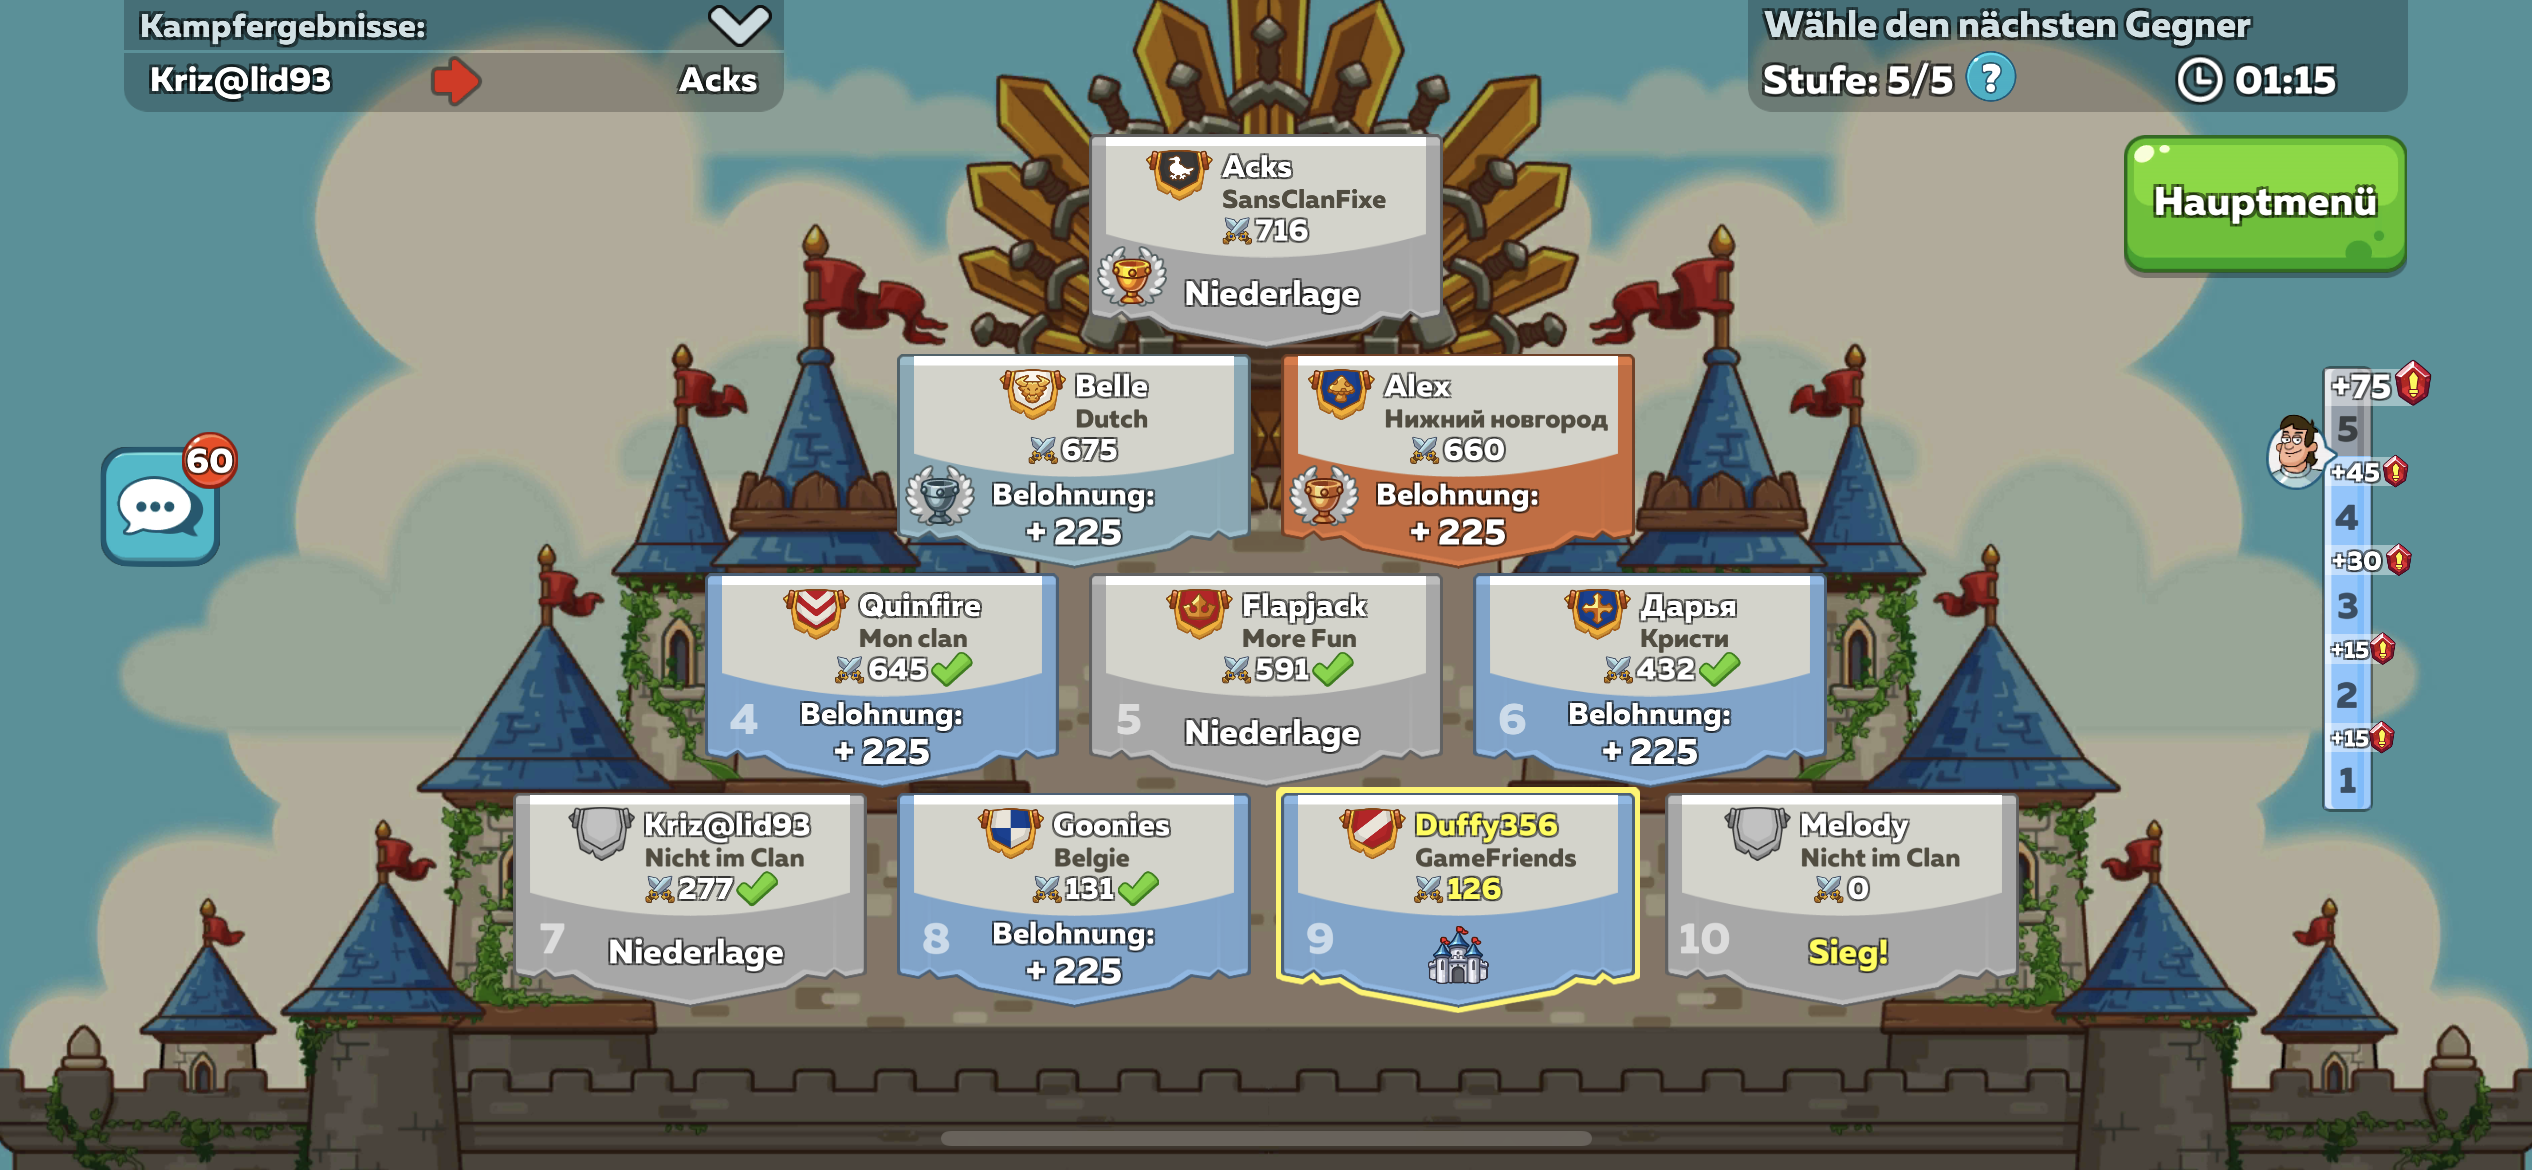 Kampfergebnisse:
Kriz@lid93 Acks
Wähle den nächsten Gegner
Stufe: 5/5 ? 01:15
Hauptmenü
Acks
SansClanFixe
716
Niederlage
Belle
Dutch
675
Belohnung:
+ 225
Alex
Нижний новгород
660
Belohnung:
+ 225
60
Quinfire
Mon clan
645
4
Belohnung:
+ 225
Flapjack
More Fun
591
5
Niederlage
Дарья
Кристи
432
6
Belohnung:
+ 225
Kriz@lid93
Nicht im Clan
277
7
Niederlage
Goonies
Belgie
131
8
Belohnung:
+ 225
Duffy356
GameFriends
126
9
Melody
Nicht im Clan
0
10
Sieg!
+75
5
+45
4
+30
3
+15
2
+15
1